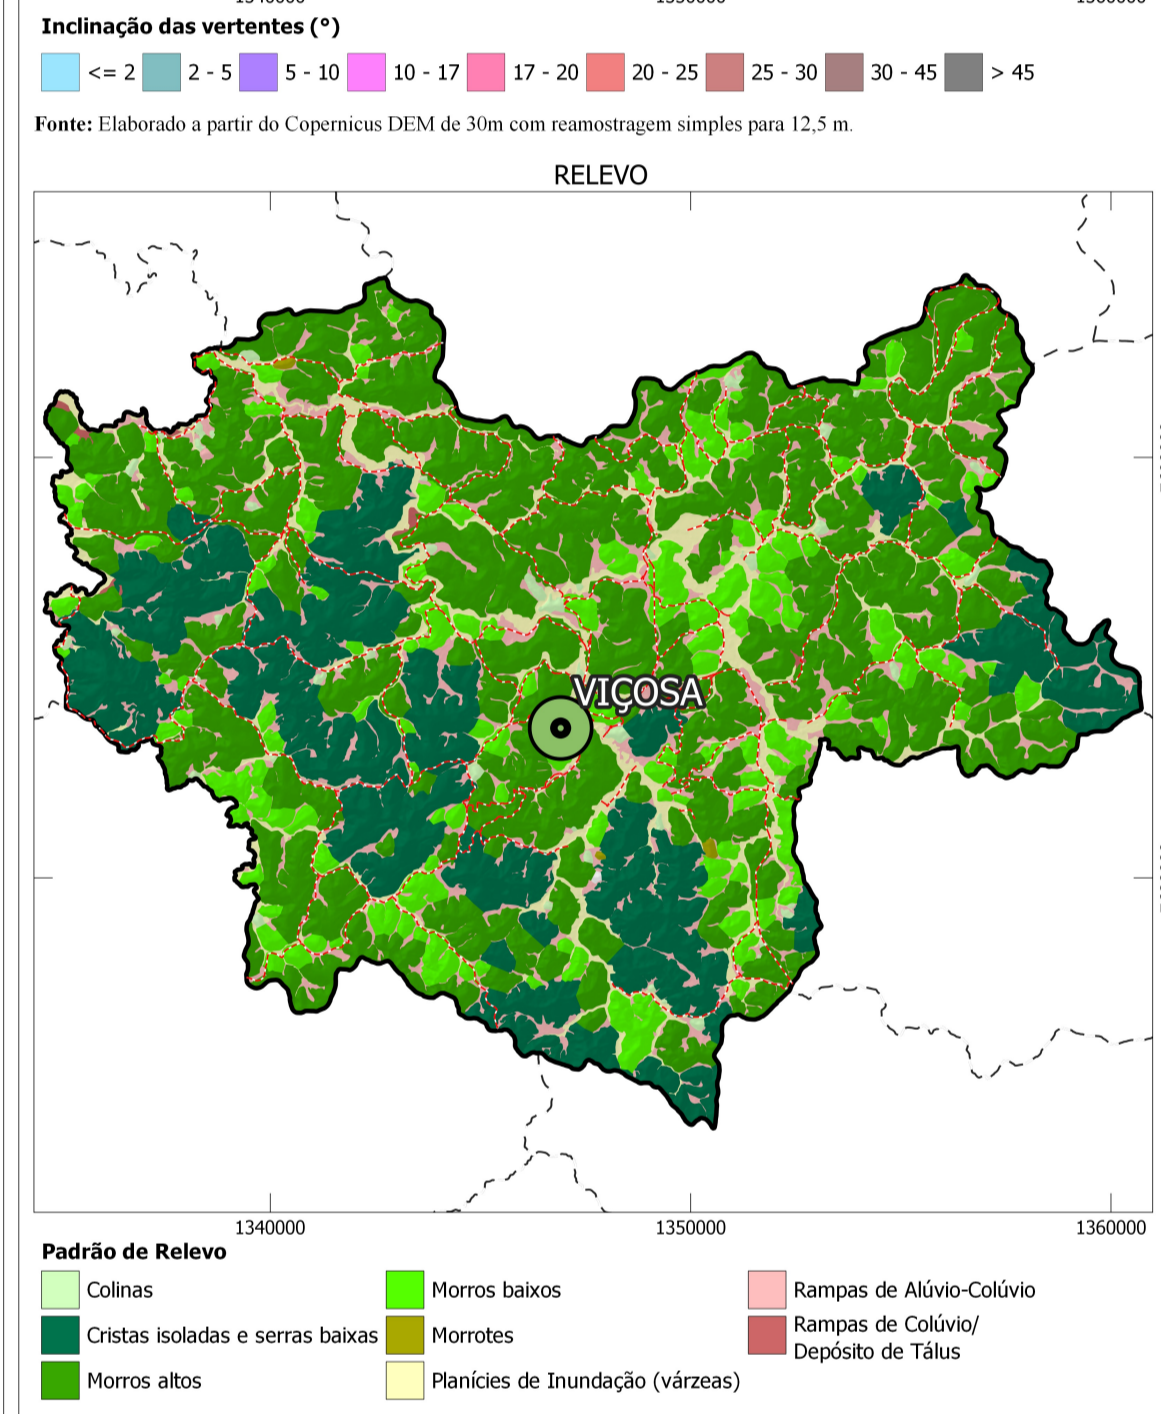 Inclinação das vertentes (°)
<= 2 2 - 5 5 - 10 10 - 17 17 - 20 20 - 25 25 - 30 30 - 45 > 45
Fonte: Elaborado a partir do Copernicus DEM de 30m com reamostragem simples para 12,5 m.
RELEVO
VIÇOSA
1340000 1350000 1360000
Padrão de Relevo
Colinas
Cristas isoladas e serras baixas
Morros altos
Morros baixos
Morrotes
Planícies de Inundação (várzeas)
Rampas de Alúvio-Colúvio
Rampas de Colúvio/
Depósito de Tálus